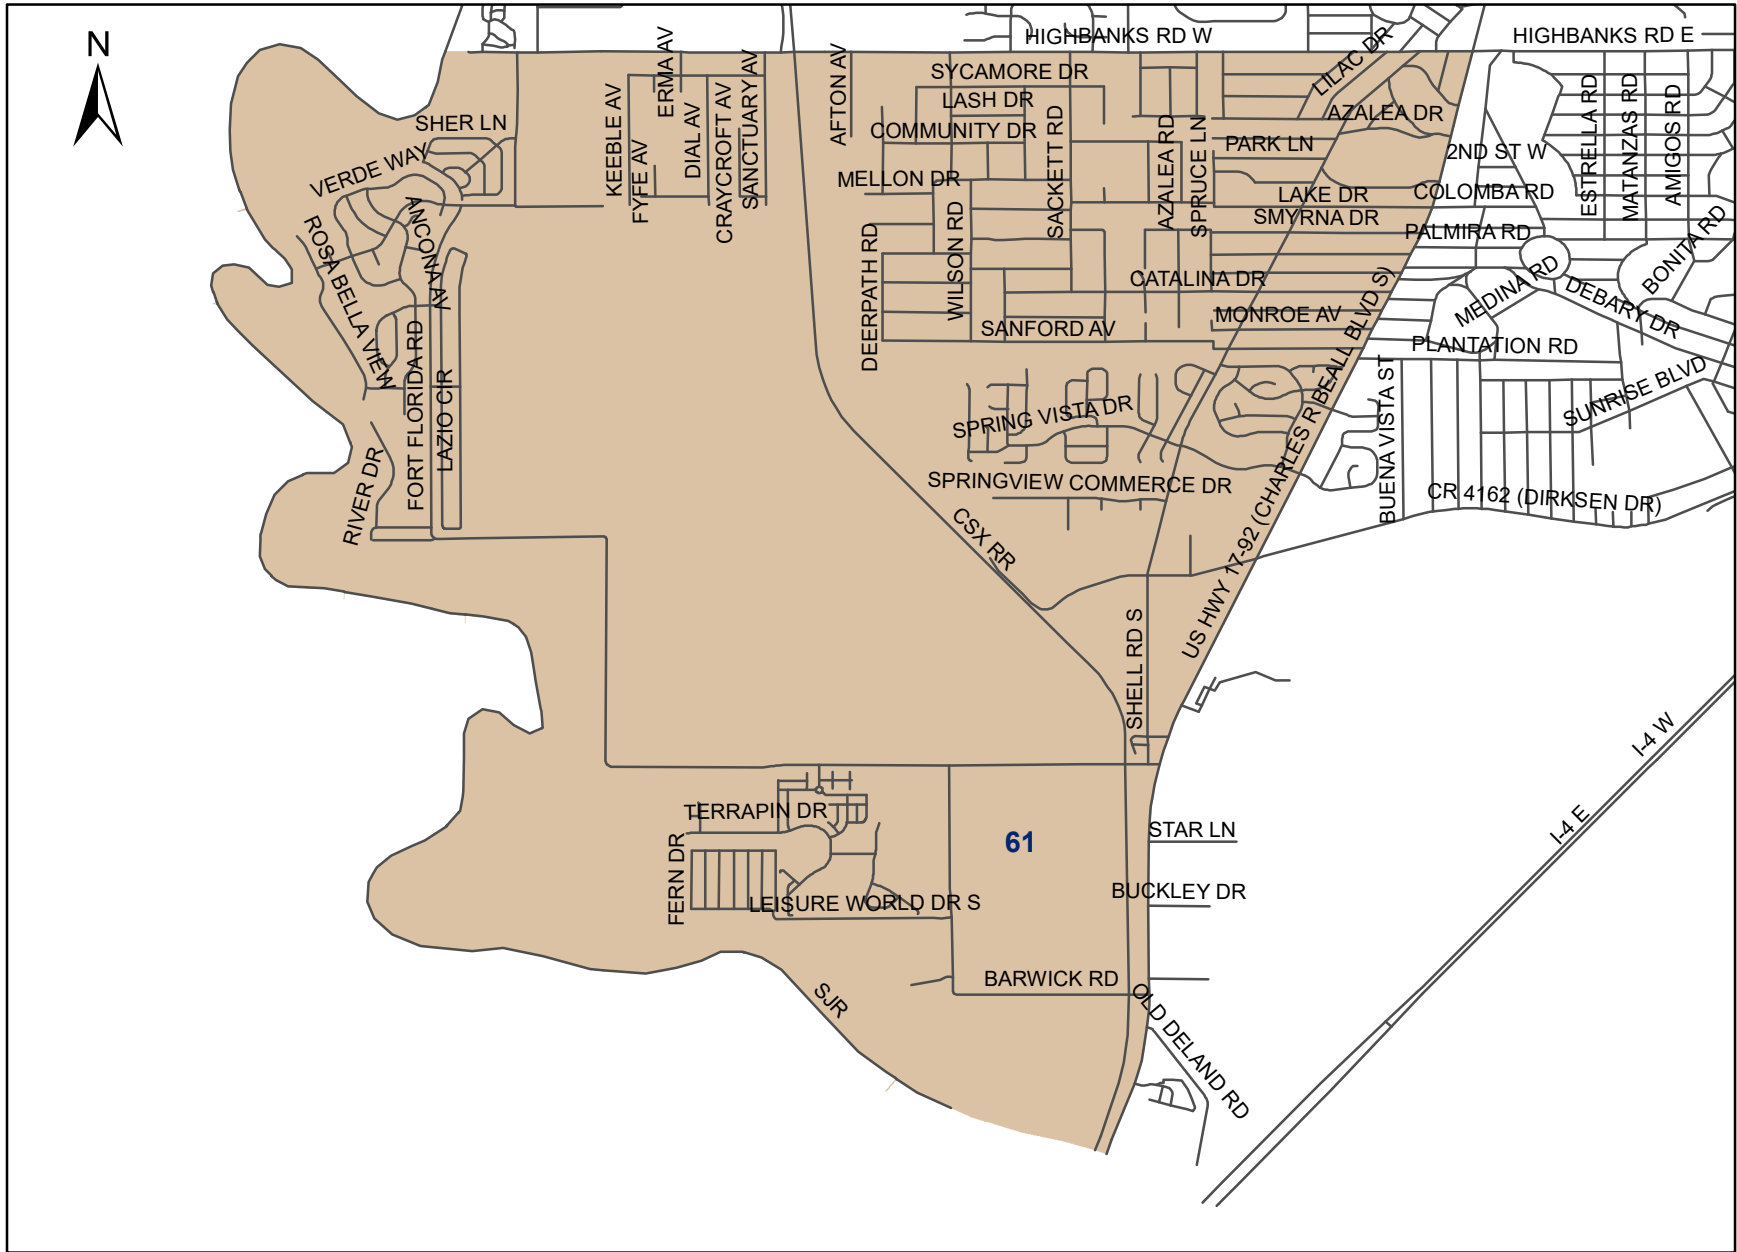 N
HIGHBANKS RD W
HIGHBANKS RD E
LILAC DR
ERMA AV
SANCTUARY AV
AFTON AV
SYCAMORE DR
LASH DR
COMMUNITY DR
SACKETT RD
AZALEA DR
PARK LN
2ND ST W
ESTRELLA RD
MATANZAS RD
AMIGOS RD
SHER LN
VERDE WAY
KEEBLE AV
FYFE AV
DIAL AV
CRAYCROFT AV
MELLON DR
AZALEA RD
SPRUCE LN
LAKE DR
COLOMBA RD
SMYRNA DR
PALMIRA RD
BONITA RD
ANCONA AV
ROSA BELLA VIEW
DEERPATH RD
WILSON RD
CATALINA DR
MEDINA RD
DEBARY DR
MONROE AV
SANFORD AV
PLANTATION RD
FORT FLORIDA RD
LAZIO CIR
SPRING VISTA DR
SUNRISE BLVD
BUENA VISTA ST
RIVER DR
SPRINGVIEW COMMERCE DR
CR 4162 (DIRKSEN DR)
CSX RR
US HWY 17-92 (CHARLES R BEALL BLVD S)
SHELL RD S
I-4 W
I-4 E
TERRAPIN DR
61
STAR LN
FERN DR
LEISURE WORLD DR S
BUCKLEY DR
BARWICK RD
SJR
OLD DELAND RD